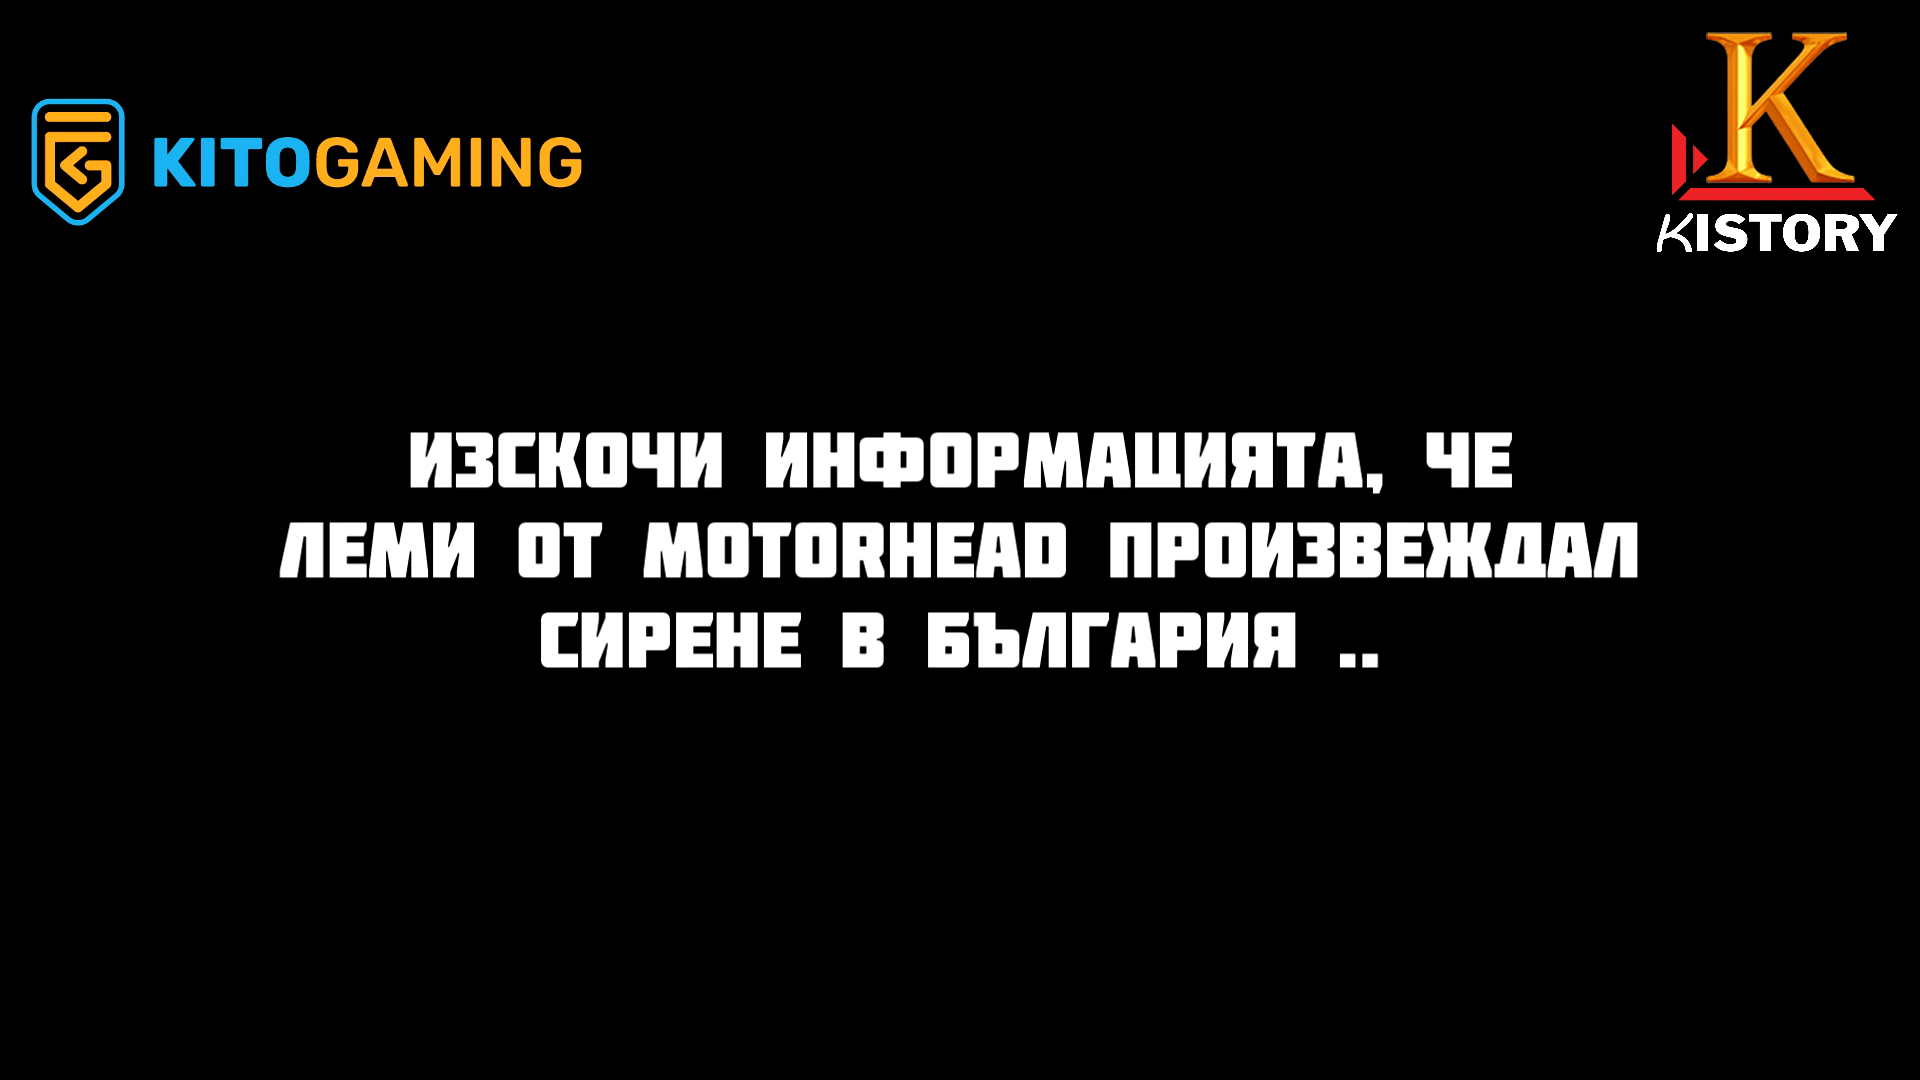 KITOGAMING
K
KISTORY
ИЗСКОЧИ ИНФОРМАЦИЯТА, ЧЕ
ЛЕМИ ОТ MOTORHEAD ПРОИЗВЕЖДАЛ
СИРЕНЕ В БЪЛГАРИЯ ..